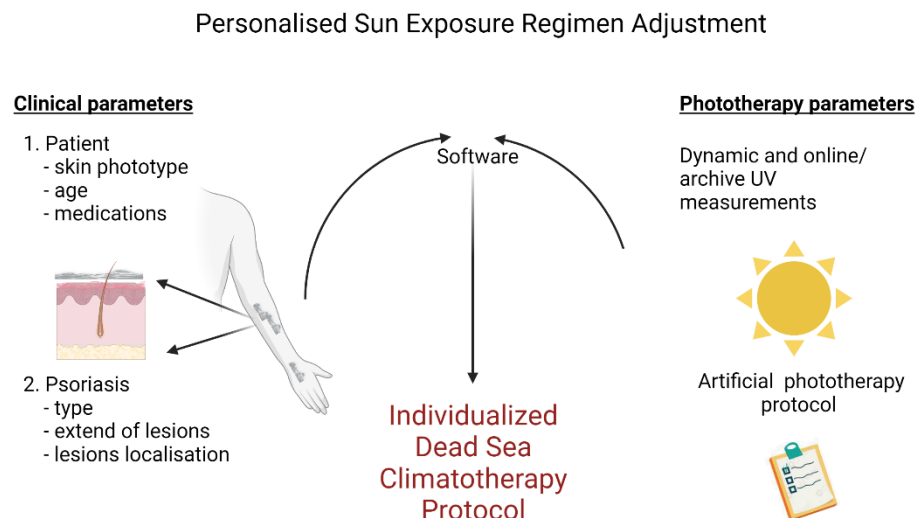 Personalised Sun Exposure Regimen Adjustment
Clinical parameters
1. Patient
- skin phototype
- age
- medications
2. Psoriasis
- type
- extend of lesions
- lesions localisation
Software
Individualized
Dead Sea
Climatotherapy
Protocol
Phototherapy parameters
Dynamic and online/
archive UV
measurements
Artificial phototherapy
protocol